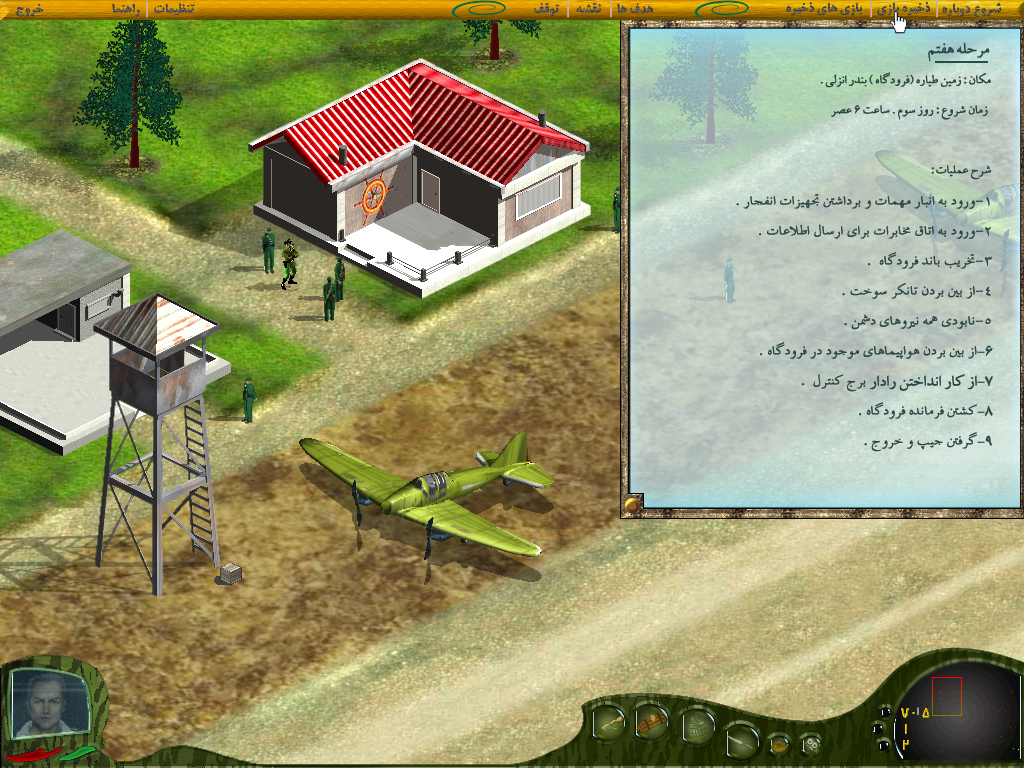 شروع دوباره | ذخیره بازی | بازی های ذخیره | هدف ها | نقشه | توقف | تنظیمات | راهنما | خروج
مرحله هفتم
مکان : زمین طیاره (فرودگاه ) بندر انزلی .
زمان شروع : روز سوم . ساعت ۶ عصر
شرح عملیات:
۱-ورود به انبار مهمات و برداشتن تجهیزات انفجار .
۲-ورود به اتاق مخابرات برای ارسال اطلاعات .
۳-تخریب باند فرودگاه .
۴-از بین بردن تانکر سوخت .
۵-نابودی همه نیروهای دشمن .
۶-از بین بردن هواپیماهای موجود در فرودگاه .
۷-از کار انداختن رادار برج کنترل .
۸-کشتن فرمانده فرودگاه .
۹-گرفتن جیپ و خروج .
۷۰۱۵
۱
۲